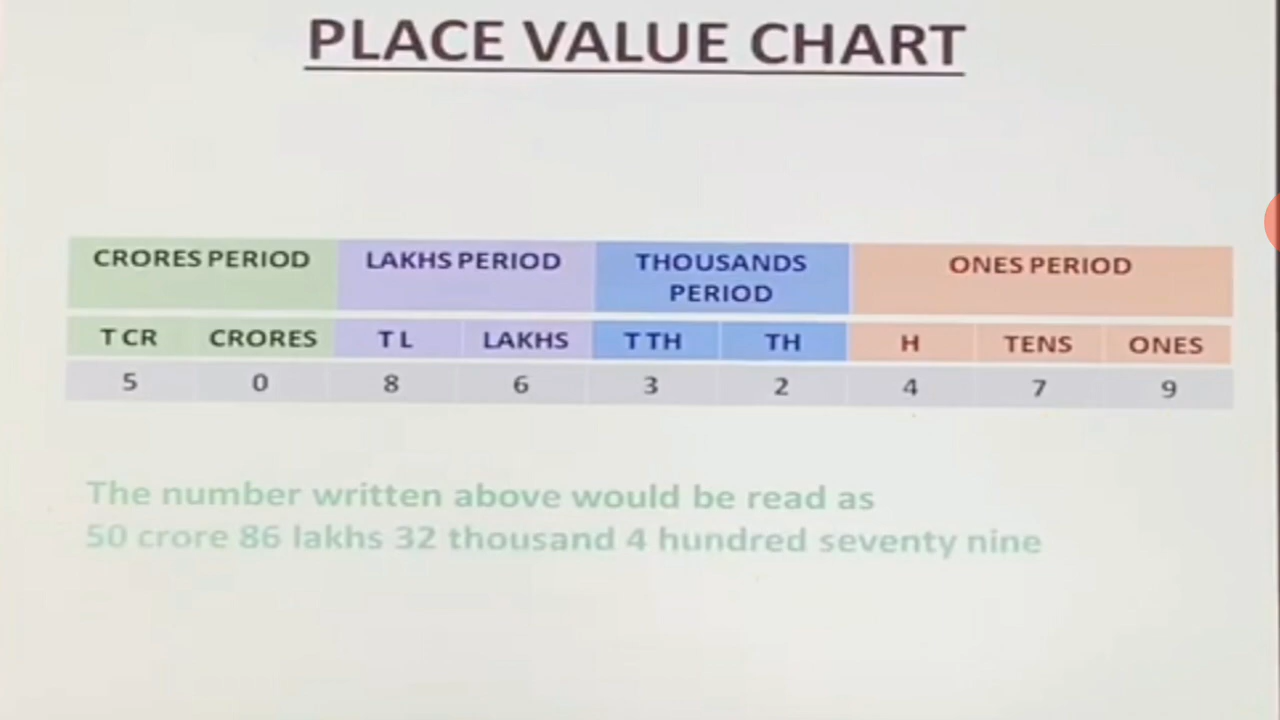 PLACE VALUE CHART
CRORES PERIOD LAKHS PERIOD THOUSANDS PERIOD ONES PERIOD
T CR CRORES T L LAKHS T TH TH H TENS ONES
5 0 8 6 3 2 4 7 9
The number written above would be read as
50 crore 86 lakhs 32 thousand 4 hundred seventy nine